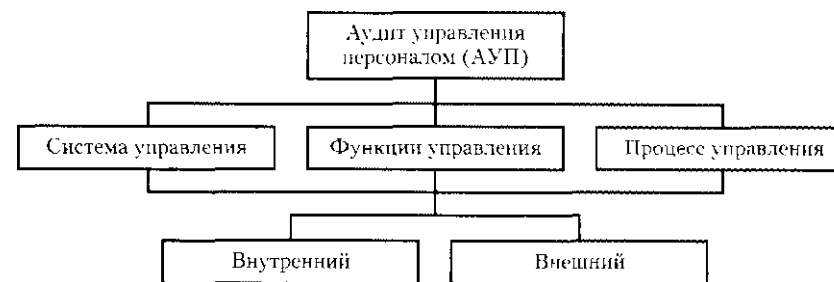 Аудит управления
персоналом (АУП)
Система управления
Функции управления
Процесс управления
Внутренний
Внешний